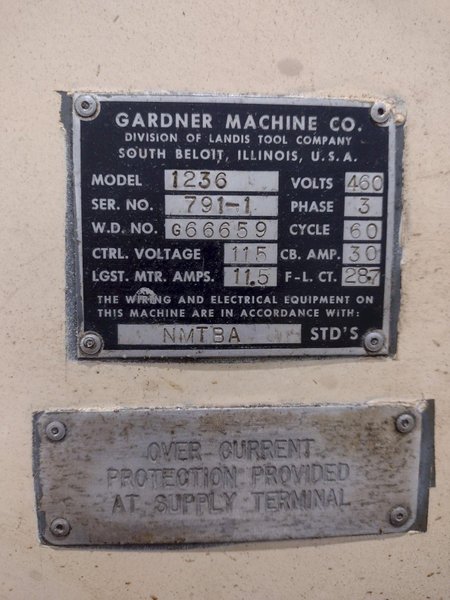 GARDNER MACHINE CO.
DIVISION OF LANDIS TOOL COMPANY
SOUTH BELOIT, ILLINOIS, U.S.A.
MODEL 1236 VOLTS 460
SER. NO. 791-1 PHASE 3
W.D. NO. G66659 CYCLE 60
CTRL. VOLTAGE 115 CB. AMP. 30
LGST. MTR. AMPS. 11.5 F-L. CT. 28.7
THE WIRING AND ELECTRICAL EQUIPMENT ON
THIS MACHINE ARE IN ACCORDANCE WITH:
NMTBA STD'S
OVER CURRENT
PROTECTION PROVIDED
AT SUPPLY TERMINAL